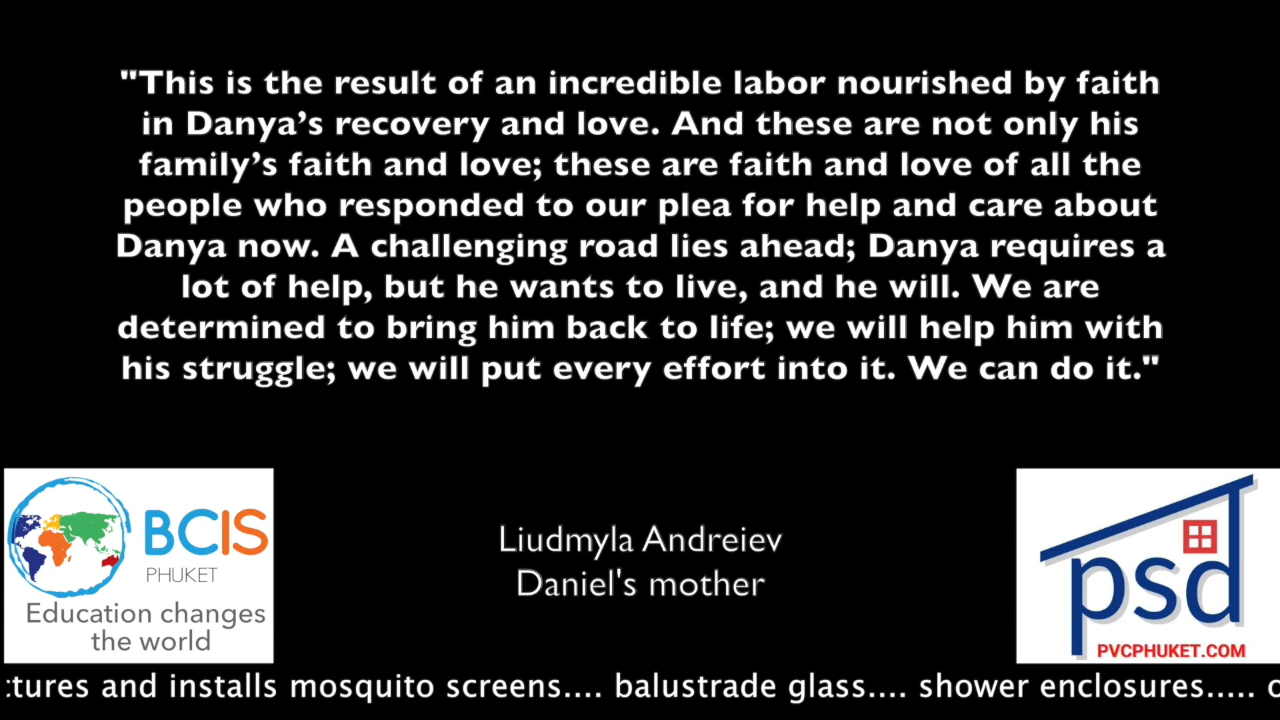 "This is the result of an incredible labor nourished by faith
in Danya’s recovery and love. And these are not only his
family’s faith and love; these are faith and love of all the
people who responded to our plea for help and care about
Danya now. A challenging road lies ahead; Danya requires a
lot of help, but he wants to live, and he will. We are
determined to bring him back to life; we will help him with
his struggle; we will put every effort into it. We can do it."
BCIS
PHUKET
Education changes
the world
Liudmyla Andreiev
Daniel's mother
psd
PVCPHUKET.COM
and installs mosquito screens.... balustrade glass.... shower enclosures.....